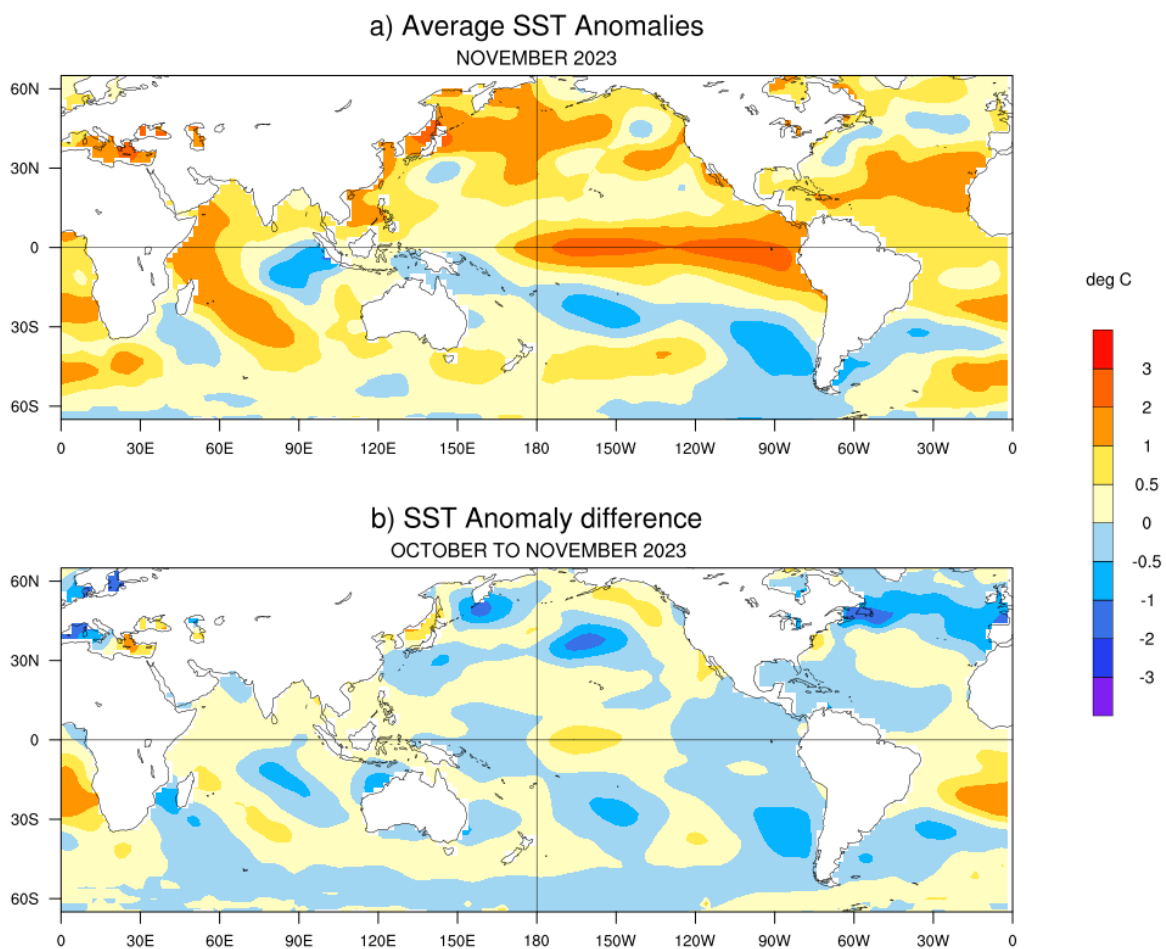 a) Average SST Anomalies
NOVEMBER 2023
60N
30N
0
30S
60S
0 30E 60E 90E 120E 150E 180 150W 120W 90W 60W 30W 0
deg C
3
2
1
0.5
0
-0.5
-1
-2
-3
b) SST Anomaly difference
OCTOBER TO NOVEMBER 2023
60N
30N
0
30S
60S
0 30E 60E 90E 120E 150E 180 150W 120W 90W 60W 30W 0